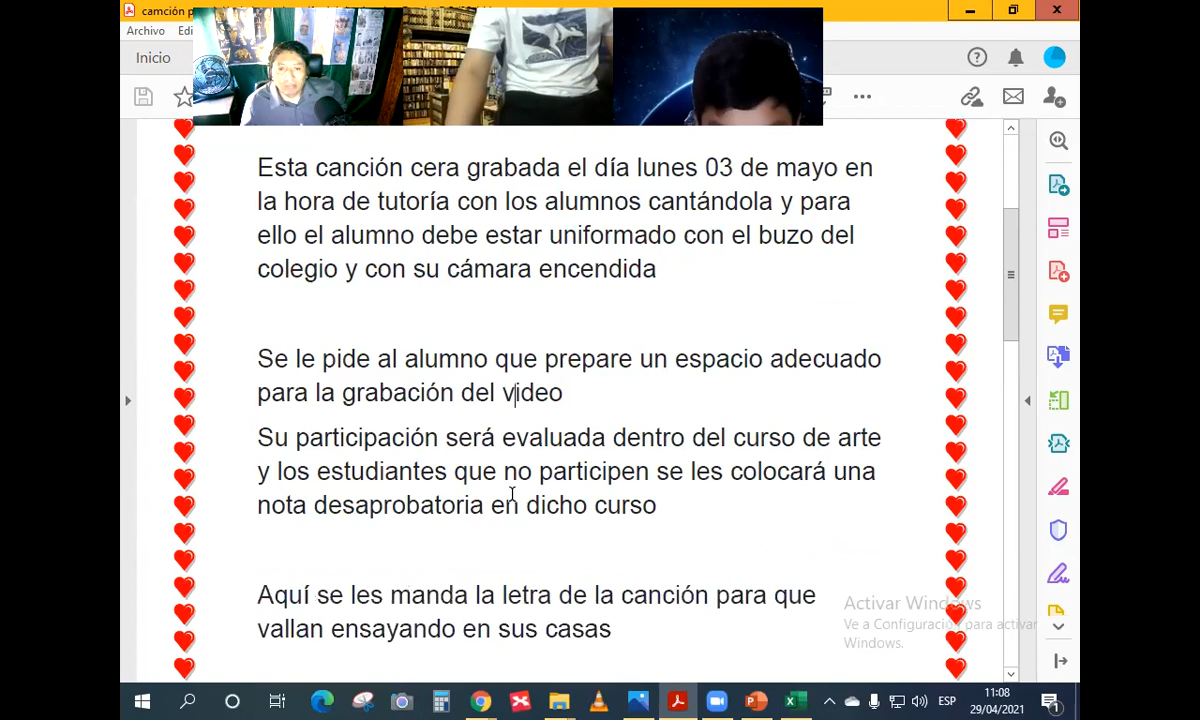 camción p
Archivo Edi
Inicio
Esta canción cera grabada el día lunes 03 de mayo en
la hora de tutoría con los alumnos cantándola y para
ello el alumno debe estar uniformado con el buzo del
colegio y con su cámara encendida
Se le pide al alumno que prepare un espacio adecuado
para la grabación del video
Su participación será evaluada dentro del curso de arte
y los estudiantes que no participen se les colocará una
nota desaprobatoria en dicho curso
Aquí se les manda la letra de la canción para que
vallan ensayando en sus casas
Activar Windows
Ve a Configuración para activar
Windows.
ESP
11:08
29/04/2021
1